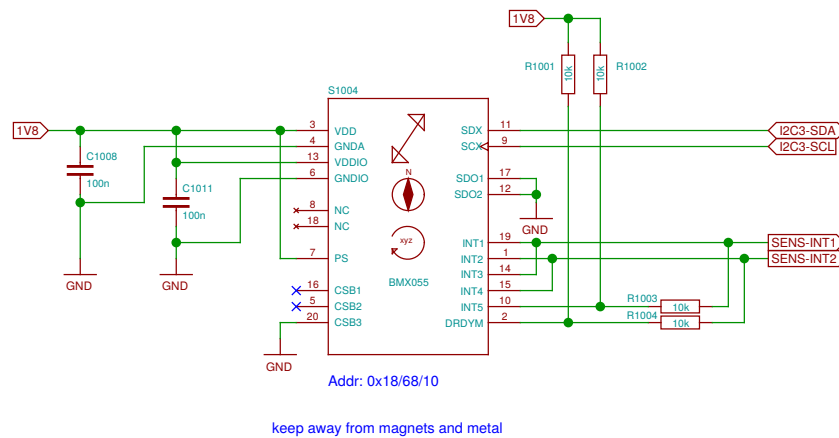 1V8
R1001
10k
10k
R1002
S1004
1V8
3
VDD
4
GNDA
13
VDDIO
6
GNDIO
8
NC
18
NC
7
PS
16
CSB1
5
CSB2
20
CSB3
N
xyz
BMX055
SDX
11
SCX
9
SDO1
17
SDO2
12
INT1
19
INT2
1
INT3
14
INT4
15
INT5
10
DRDYM
2
C1008
100n
C1011
100n
GND
GND
GND
GND
I2C3-SDA
I2C3-SCL
SENS-INT1
SENS-INT2
R1003
10k
R1004
10k
Addr: 0x18/68/10
keep away from magnets and metal